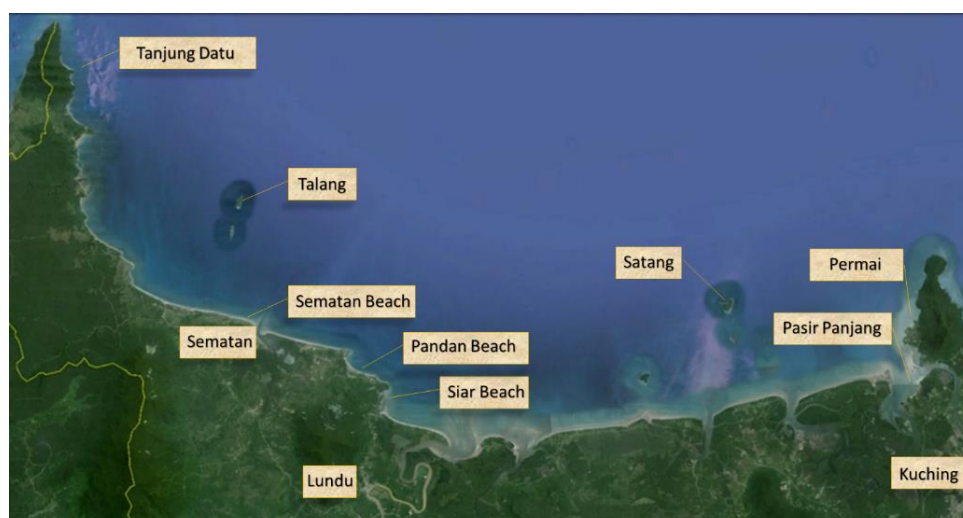 Tanjung Datu
Talang
Satang
Permai
Sematan Beach
Pasir Panjang
Sematan
Pandan Beach
Siar Beach
Lundu
Kuching